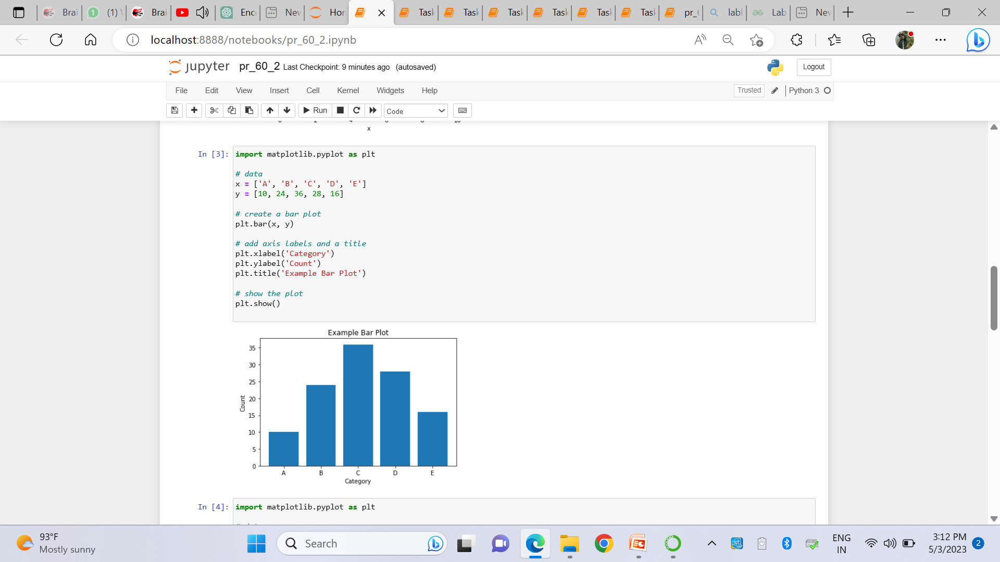 Brai
(1)
Brai
Enc
Nev
Hor
Task
Task
Task
Task
Task
Task
pr_6
labl
Lab
Nev
localhost:8888/notebooks/pr_60_2.ipynb
jupyter pr_60_2 Last Checkpoint: 9 minutes ago (autosaved)
Logout
File Edit View Insert Cell Kernel Widgets Help
Trusted Python 3
Run Code
x
In [3]: import matplotlib.pyplot as plt
# data
x = ['A', 'B', 'C', 'D', 'E']
y = [10, 24, 36, 28, 16]
# create a bar plot
plt.bar(x, y)
# add axis labels and a title
plt.xlabel('Category')
plt.ylabel('Count')
plt.title('Example Bar Plot')
# show the plot
plt.show()
Example Bar Plot
35
30
25
20
15
10
5
0
Count
A B C D E
Category
In [4]: import matplotlib.pyplot as plt
93°F
Mostly sunny
Search
ENG
IN
3:12 PM
5/3/2023
2